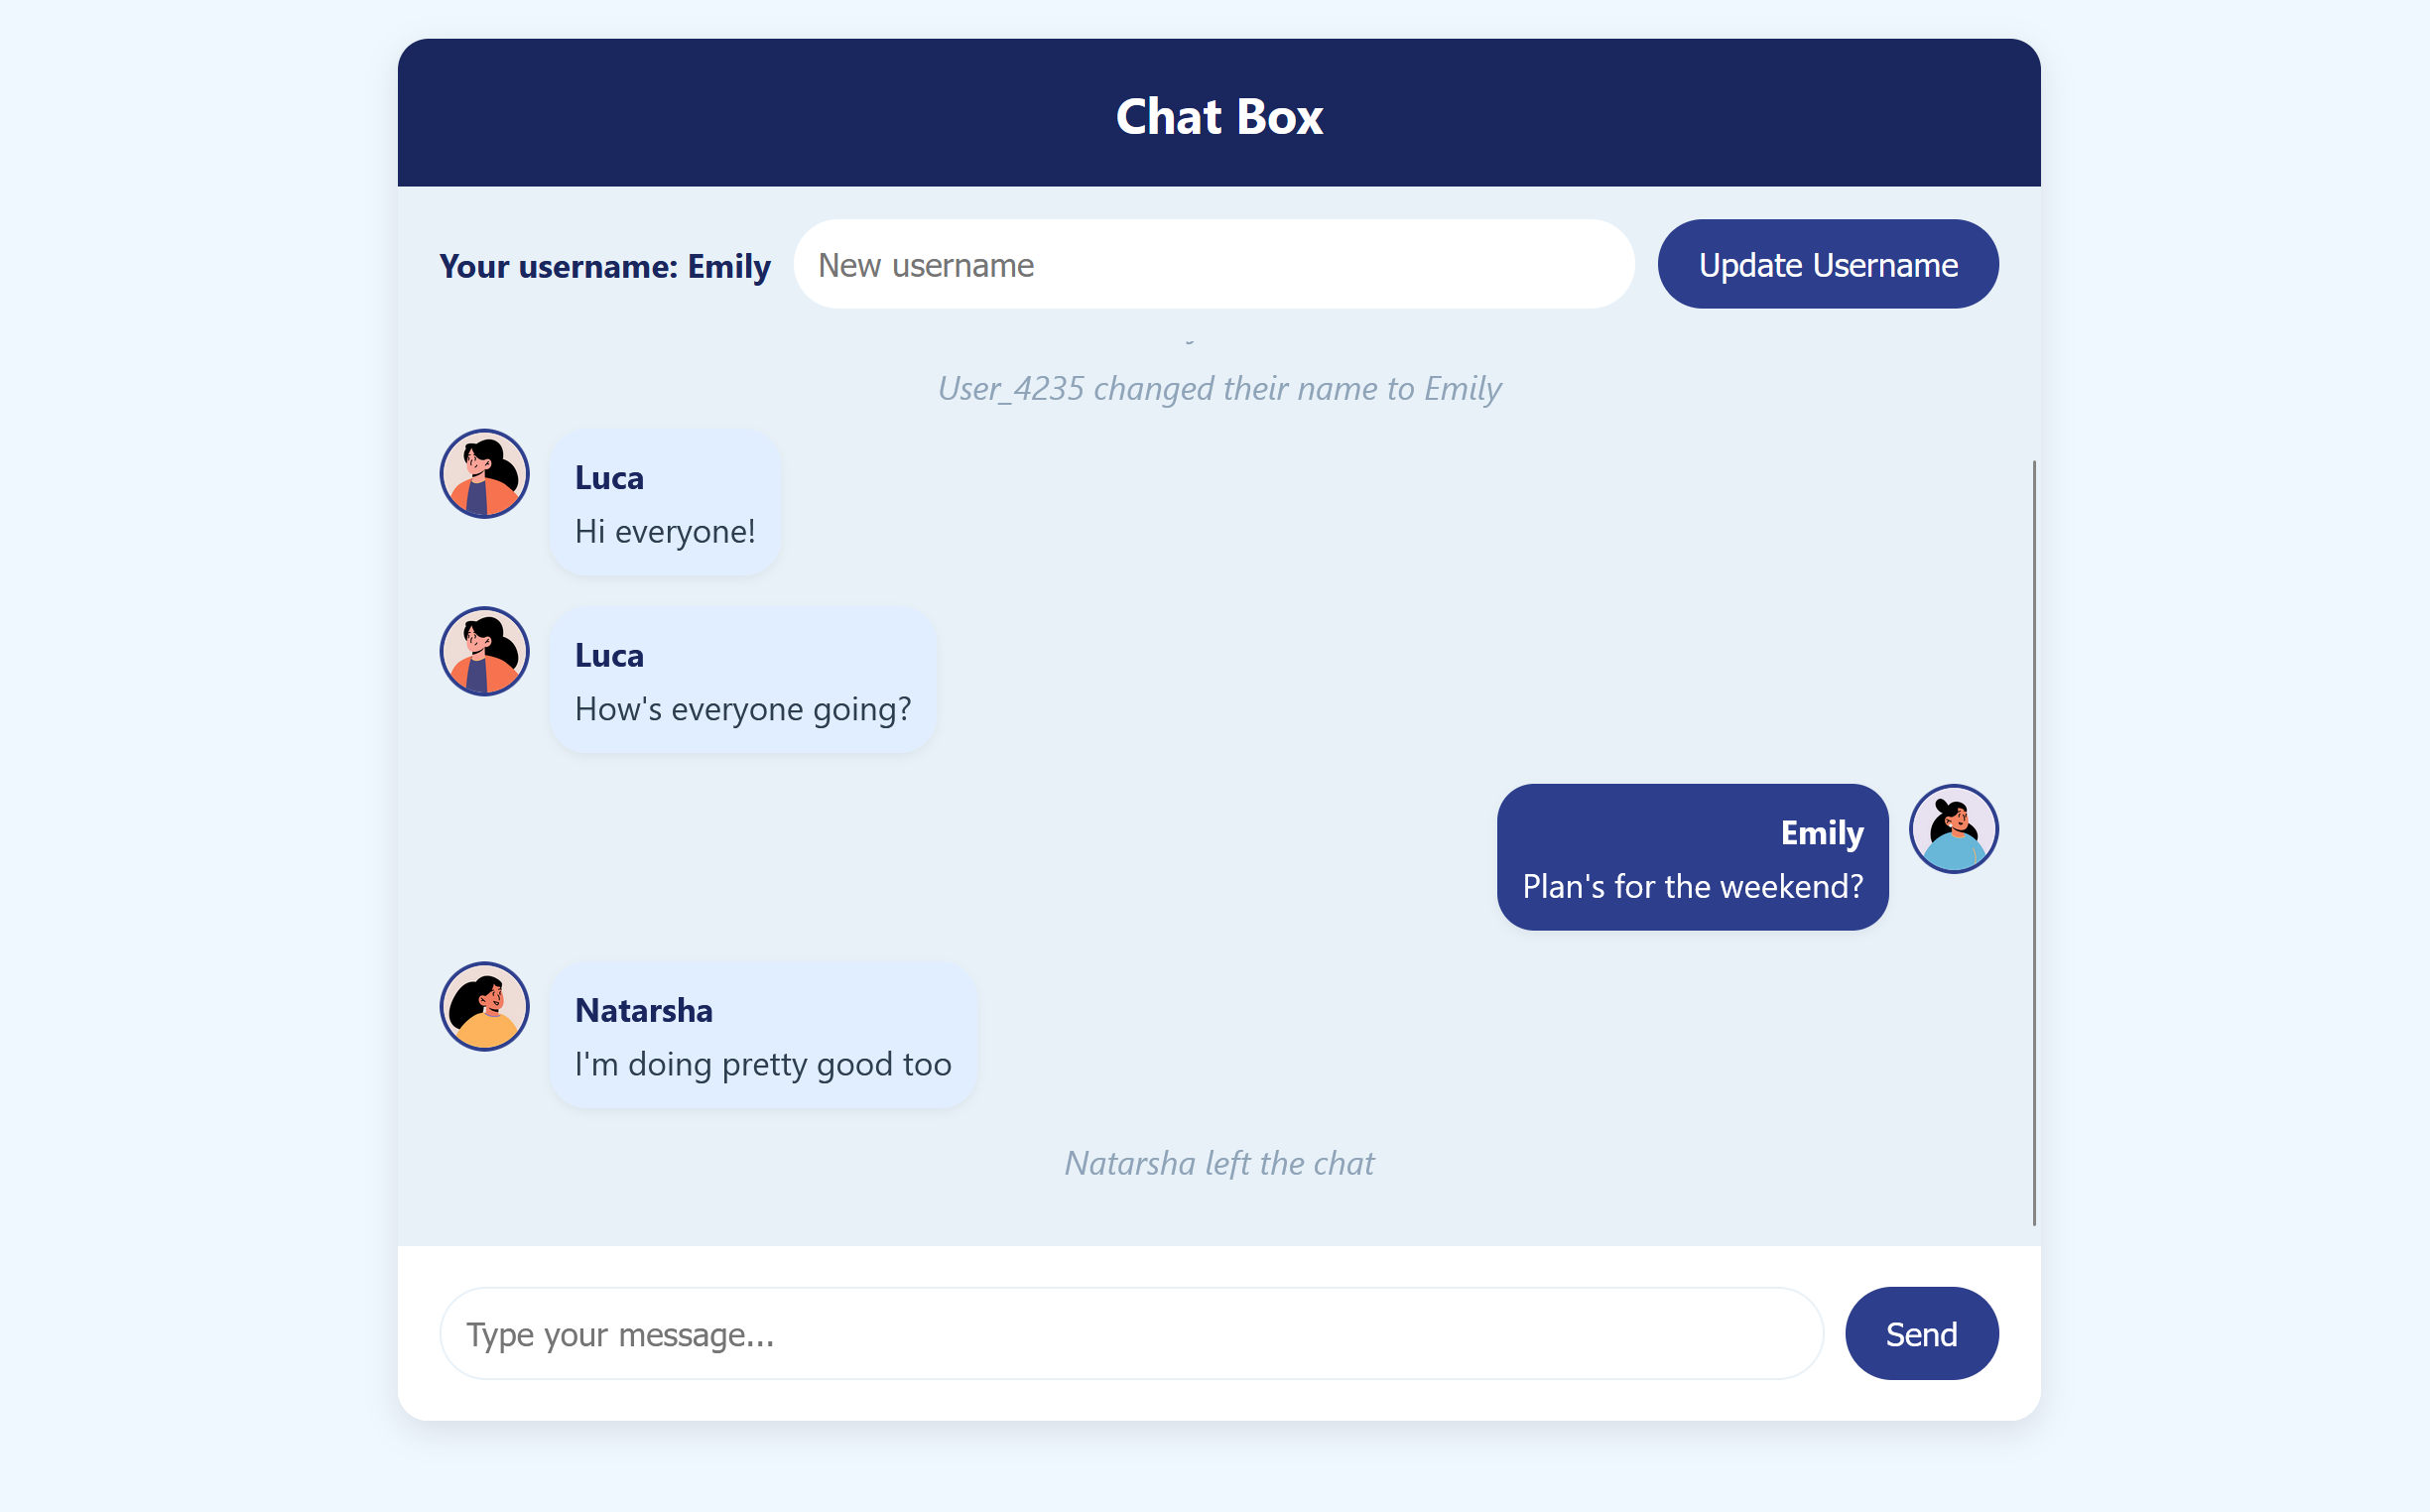 Chat Box
Your username: Emily
New username
Update Username
User_4235 changed their name to Emily
Luca
Hi everyone!
Luca
How's everyone going?
Emily
Plan's for the weekend?
Natarsha
I'm doing pretty good too
Natarsha left the chat
Type your message...
Send